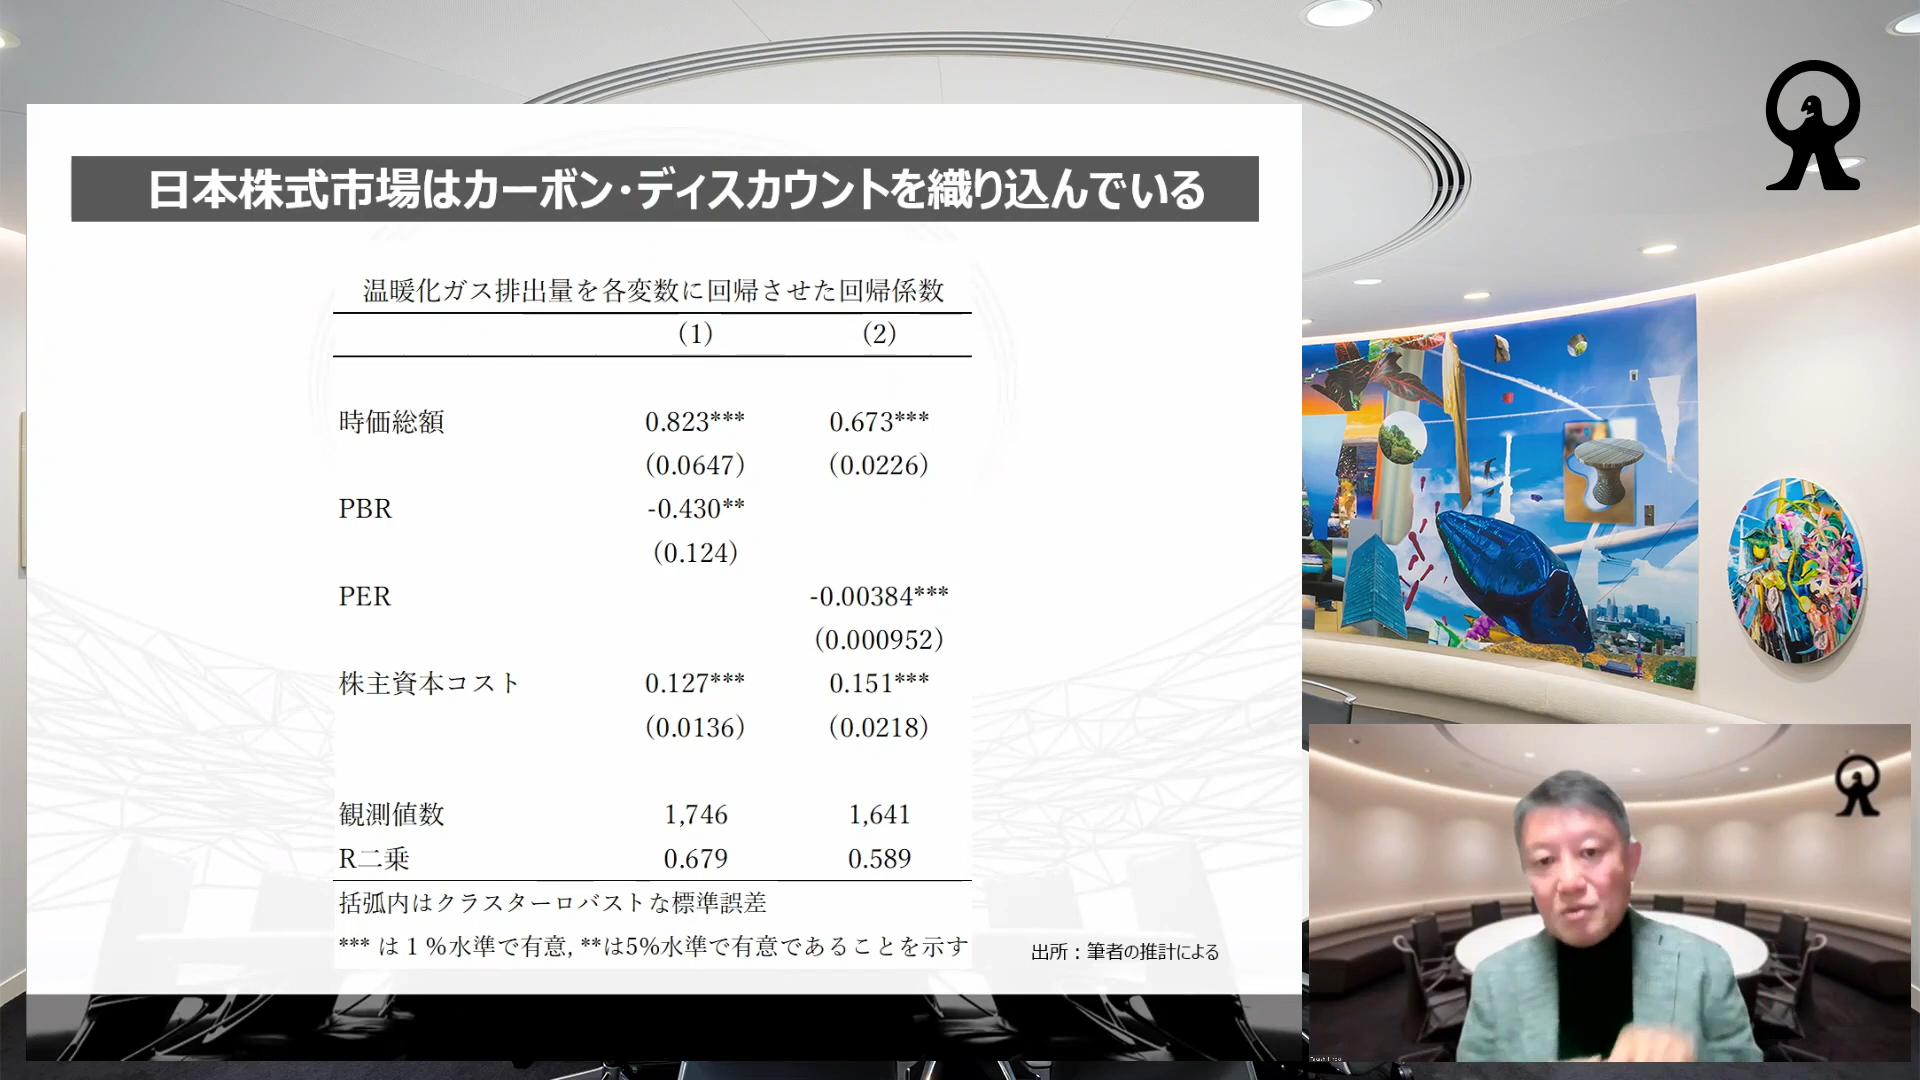 日本株式市場はカーボン・ディスカウントを織り込んでいる
温暖化ガス排出量を各変数に回帰させた回帰係数
(1) (2)
時価総額 0.823*** 0.673***
(0.0647) (0.0226)
PBR -0.430**
(0.124)
PER -0.00384***
(0.000952)
株主資本コスト 0.127*** 0.151***
(0.0136) (0.0218)
観測値数 1,746 1,641
R二乗 0.679 0.589
括弧内はクラスターロバストな標準誤差
*** は１%水準で有意, **は5%水準で有意であることを示す
出所：筆者の推計による